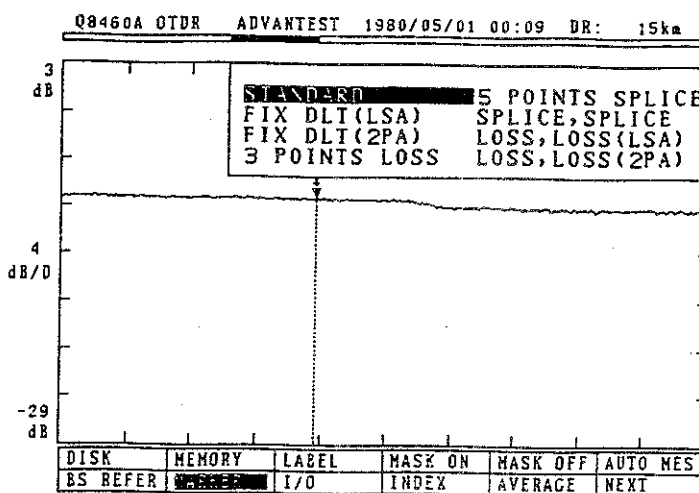 Q8460A OTDR ADVANTEST 1980/05/01 00:09 DR: 15km
3
dB
STANDARD 5 POINTS SPLICE
FIX DLT(LSA) SPLICE,SPLICE
FIX DLT(2PA) LOSS,LOSS(LSA)
3 POINTS LOSS LOSS,LOSS(2PA)
4
dB/D
-29
dB
DISK MEMORY LABEL MASK ON MASK OFF AUTO MES
BS REFER MARKER I/O INDEX AVERAGE NEXT